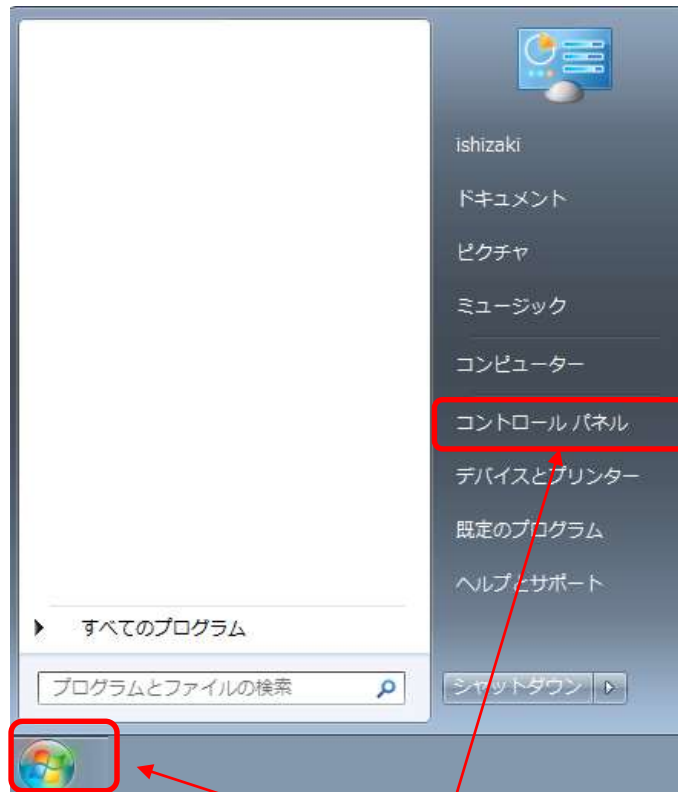 ishizaki
ドキュメント
ピクチャ
ミュージック
コンピューター
コントロール パネル
デバイスとプリンター
既定のプログラム
ヘルプとサポート
すべてのプログラム
プログラムとファイルの検索
シャットダウン